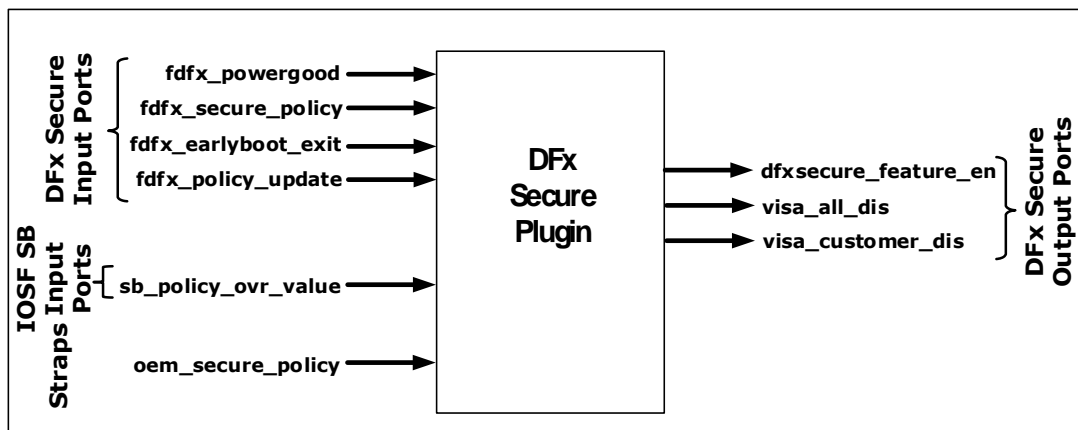 DFx Secure
Input Ports
fdfx_powergood
fdfx_secure_policy
fdfx_earlyboot_exit
fdfx_policy_update
IOSF SB
Input
Ports
sb_policy_ovr_value
Straps
oem_secure_policy
DFx
Secure
Plugin
dfxsecure_feature_en
visa_all_dis
visa_customer_dis
DFx Secure
Output Ports